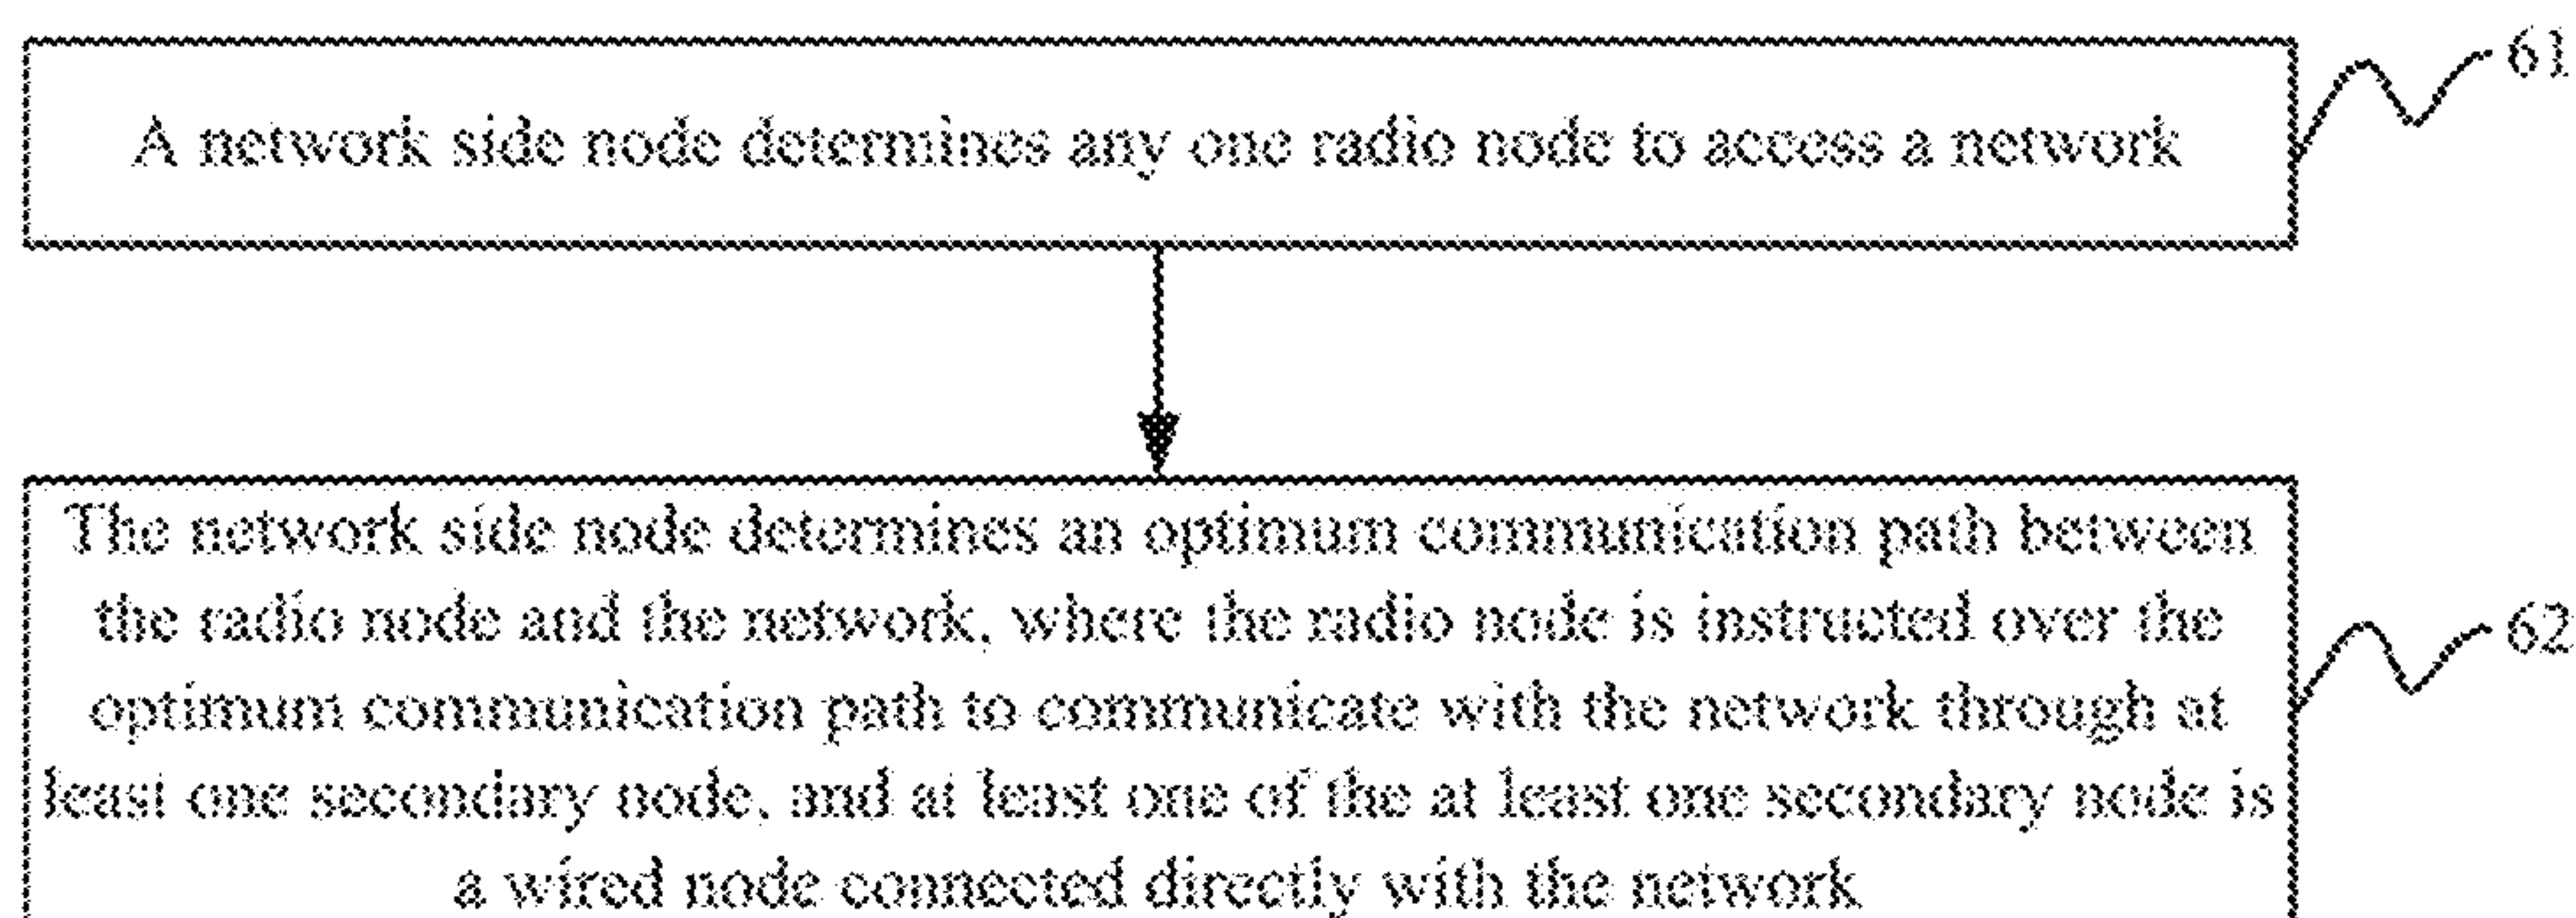 A network side node determines any one radio node to access a network
61
The network side node determines an optimum communication path between
the radio node and the network, where the radio node is instructed over the
optimum communication path to communicate with the network through at
least one secondary node, and at least one of the at least one secondary node is
a wired node connected directly with the network
62